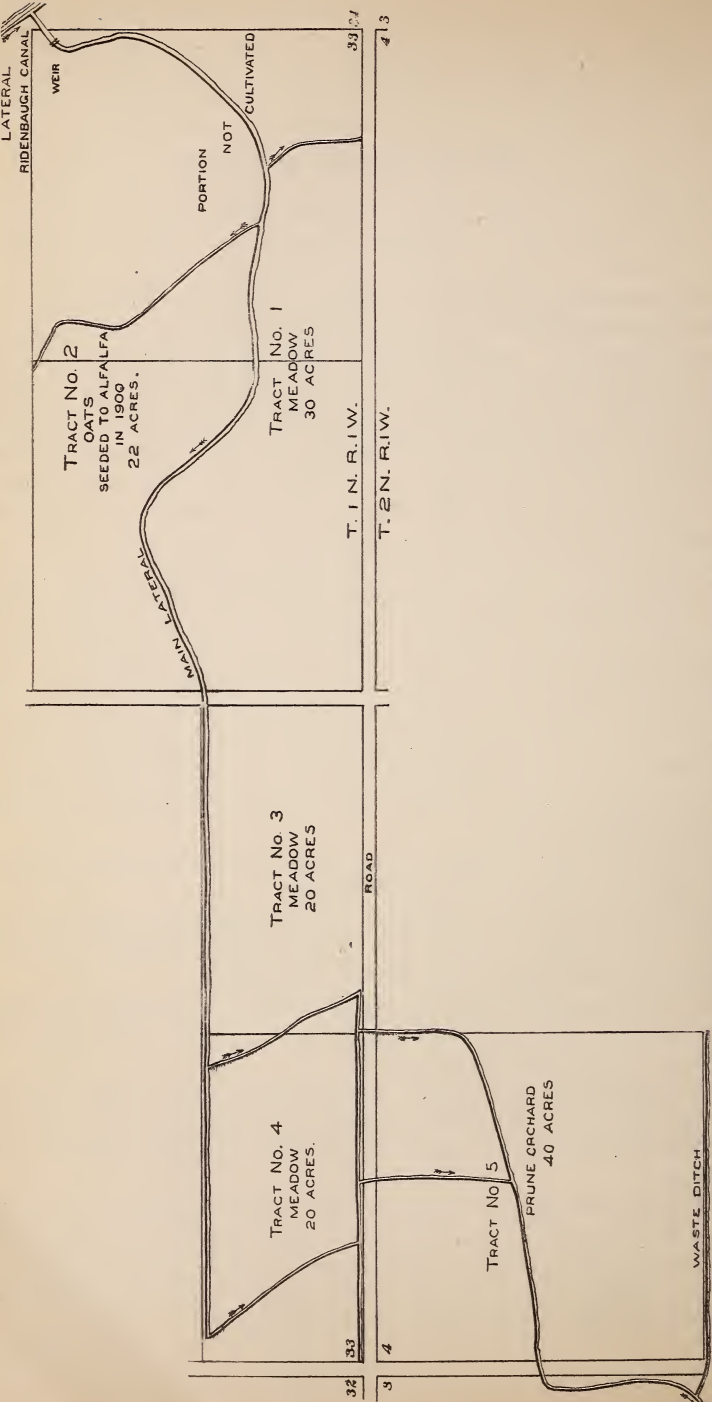 LATERAL
RIDENBAUGH CANAL
WEIR
PORTION
NOT CULTIVATED
33 34
4 3
TRACT No. 2
OATS
SEEDED TO ALFALFA
IN 1900
22 ACRES.
TRACT No. 1
MEADOW
30 ACRES
T. 1 N. R. 1 W.
T. 2 N. R. 1 W.
MAIN LATERAL
TRACT No. 3
MEADOW
20 ACRES
ROAD
TRACT No. 4
MEADOW
20 ACRES.
TRACT No 5
PRUNE ORCHARD
40 ACRES
WASTE DITCH
32 33
3 4